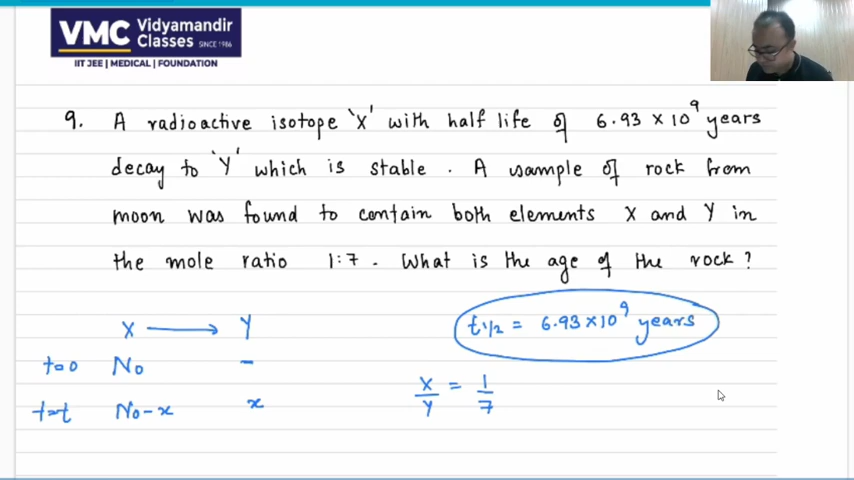 VMC Vidyamandir Classes SINCE 1986
IIT JEE | MEDICAL | FOUNDATION
9. A radioactive isotope 'X' with half life of 6.93 × 10⁹ years
decay to 'Y' which is stable. A sample of rock from
moon was found to contain both elements X and Y in
the mole ratio 1:7. What is the age of the rock?
X ⟶ Y
t½ = 6.93×10⁹ years
t=0 No –
X/Y = 1/7
t=t No-x x